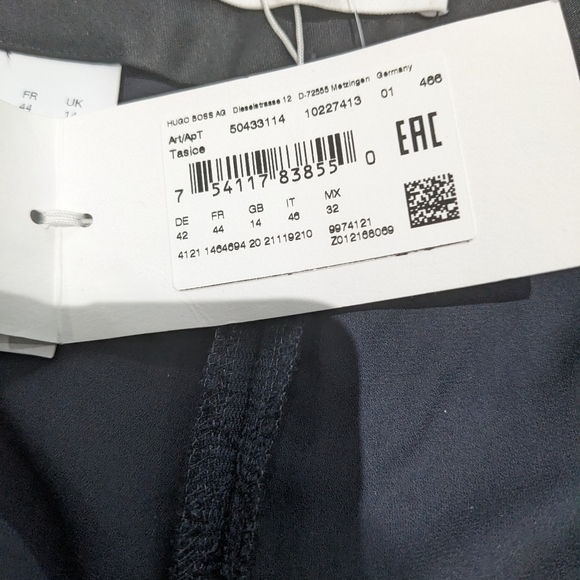 FR
44
UK
14
HUGO BOSS AG Dieselstrasse 12 D-72555 Metzingen Germany
Art/ApT 50433114 10227413 01 466
Tasice
EAC
7 54117 83855 0
DE FR GB IT MX
42 44 14 46 32
4121 1464694 20 21119210 9974121
Z012168069